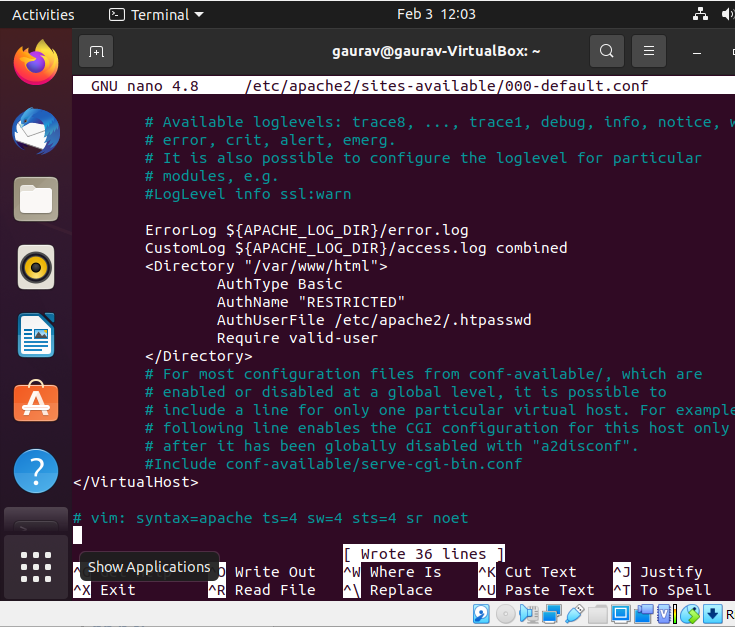 Activities Terminal Feb 3 12:03
gaurav@gaurav-VirtualBox: ~
GNU nano 4.8 /etc/apache2/sites-available/000-default.conf
# Available loglevels: trace8, ..., trace1, debug, info, notice, w
# error, crit, alert, emerg.
# It is also possible to configure the loglevel for particular
# modules, e.g.
#LogLevel info ssl:warn
ErrorLog ${APACHE_LOG_DIR}/error.log
CustomLog ${APACHE_LOG_DIR}/access.log combined
<Directory "/var/www/html">
AuthType Basic
AuthName "RESTRICTED"
AuthUserFile /etc/apache2/.htpasswd
Require valid-user
</Directory>
# For most configuration files from conf-available/, which are
# enabled or disabled at a global level, it is possible to
# include a line for only one particular virtual host. For example
# following line enables the CGI configuration for this host only
# after it has been globally disabled with "a2disconf".
#Include conf-available/serve-cgi-bin.conf
</VirtualHost>
# vim: syntax=apache ts=4 sw=4 sts=4 sr noet
[ Wrote 36 lines ]
Show Applications Write Out ^W Where Is ^K Cut Text ^J Justify
^X Exit ^R Read File ^\ Replace ^U Paste Text ^T To Spell
R